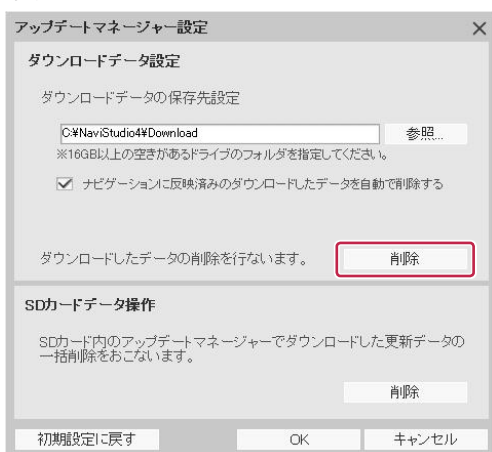 アップデートマネージャー設定
ダウンロードデータ設定
ダウンロードデータの保存先設定
C:¥NaviStudio4¥Download
参照...
※16GB以上の空きがあるドライブのフォルダを指定してください。
ナビゲーションに反映済みのダウンロードしたデータを自動で削除する
ダウンロードしたデータの削除を行ないます。
削除
SDカードデータ操作
SDカード内のアップデートマネージャーでダウンロードした更新データの
一括削除をおこないます。
削除
初期設定に戻す
OK
キャンセル